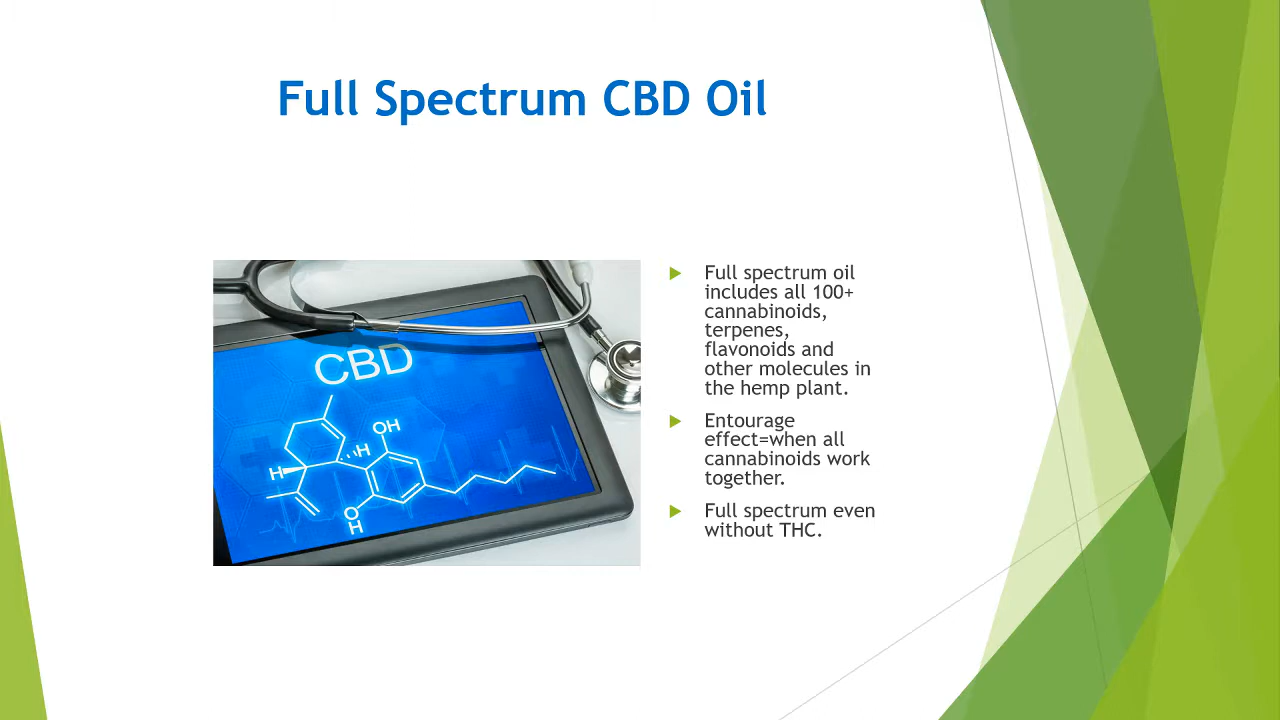 Full Spectrum CBD Oil
CBD
OH
H
H
O
H
Full spectrum oil
includes all 100+
cannabinoids,
terpenes,
flavonoids and
other molecules in
the hemp plant.
Entourage
effect=when all
cannabinoids work
together.
Full spectrum even
without THC.